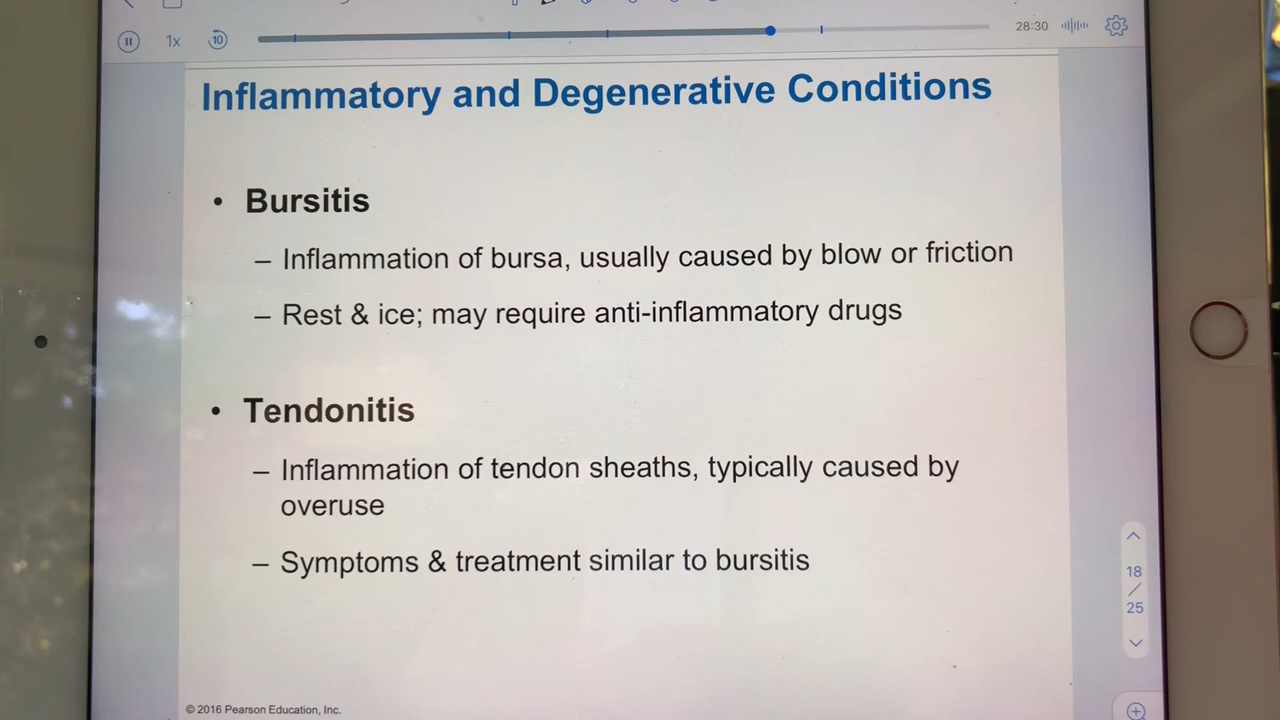 1x
10
28:30
Inflammatory and Degenerative Conditions
• Bursitis
– Inflammation of bursa, usually caused by blow or friction
– Rest & ice; may require anti-inflammatory drugs
• Tendonitis
– Inflammation of tendon sheaths, typically caused by
overuse
– Symptoms & treatment similar to bursitis
18
/
25
© 2016 Pearson Education, Inc.